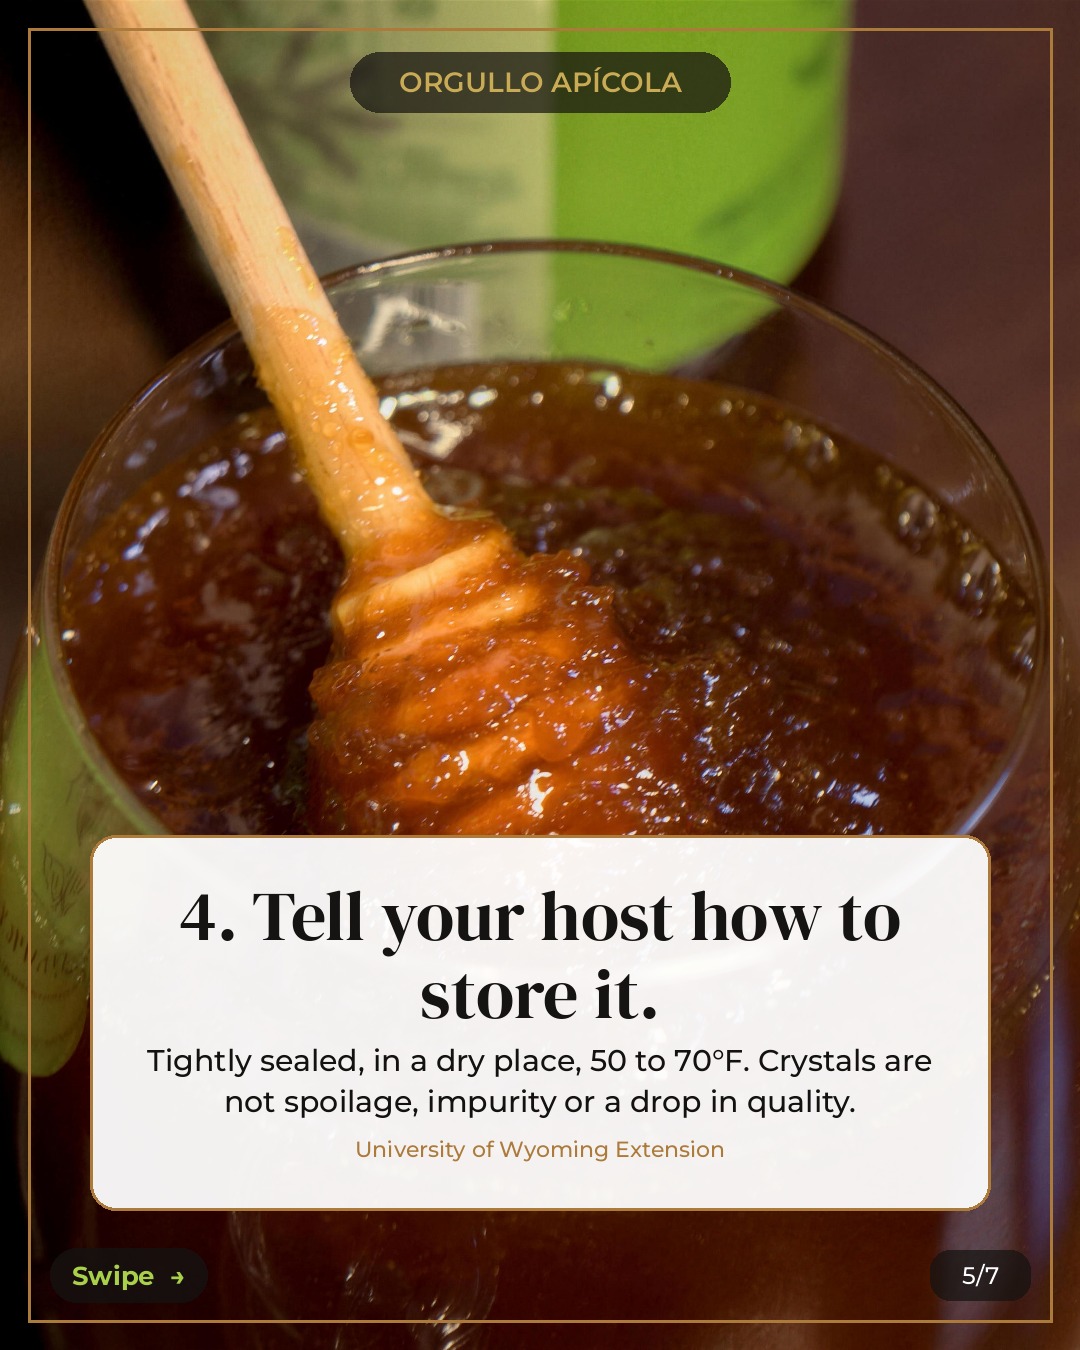 ORGULLO APÍCOLA
4. Tell your host how to
store it.
Tightly sealed, in a dry place, 50 to 70°F. Crystals are
not spoilage, impurity or a drop in quality.
University of Wyoming Extension
Swipe →
5/7